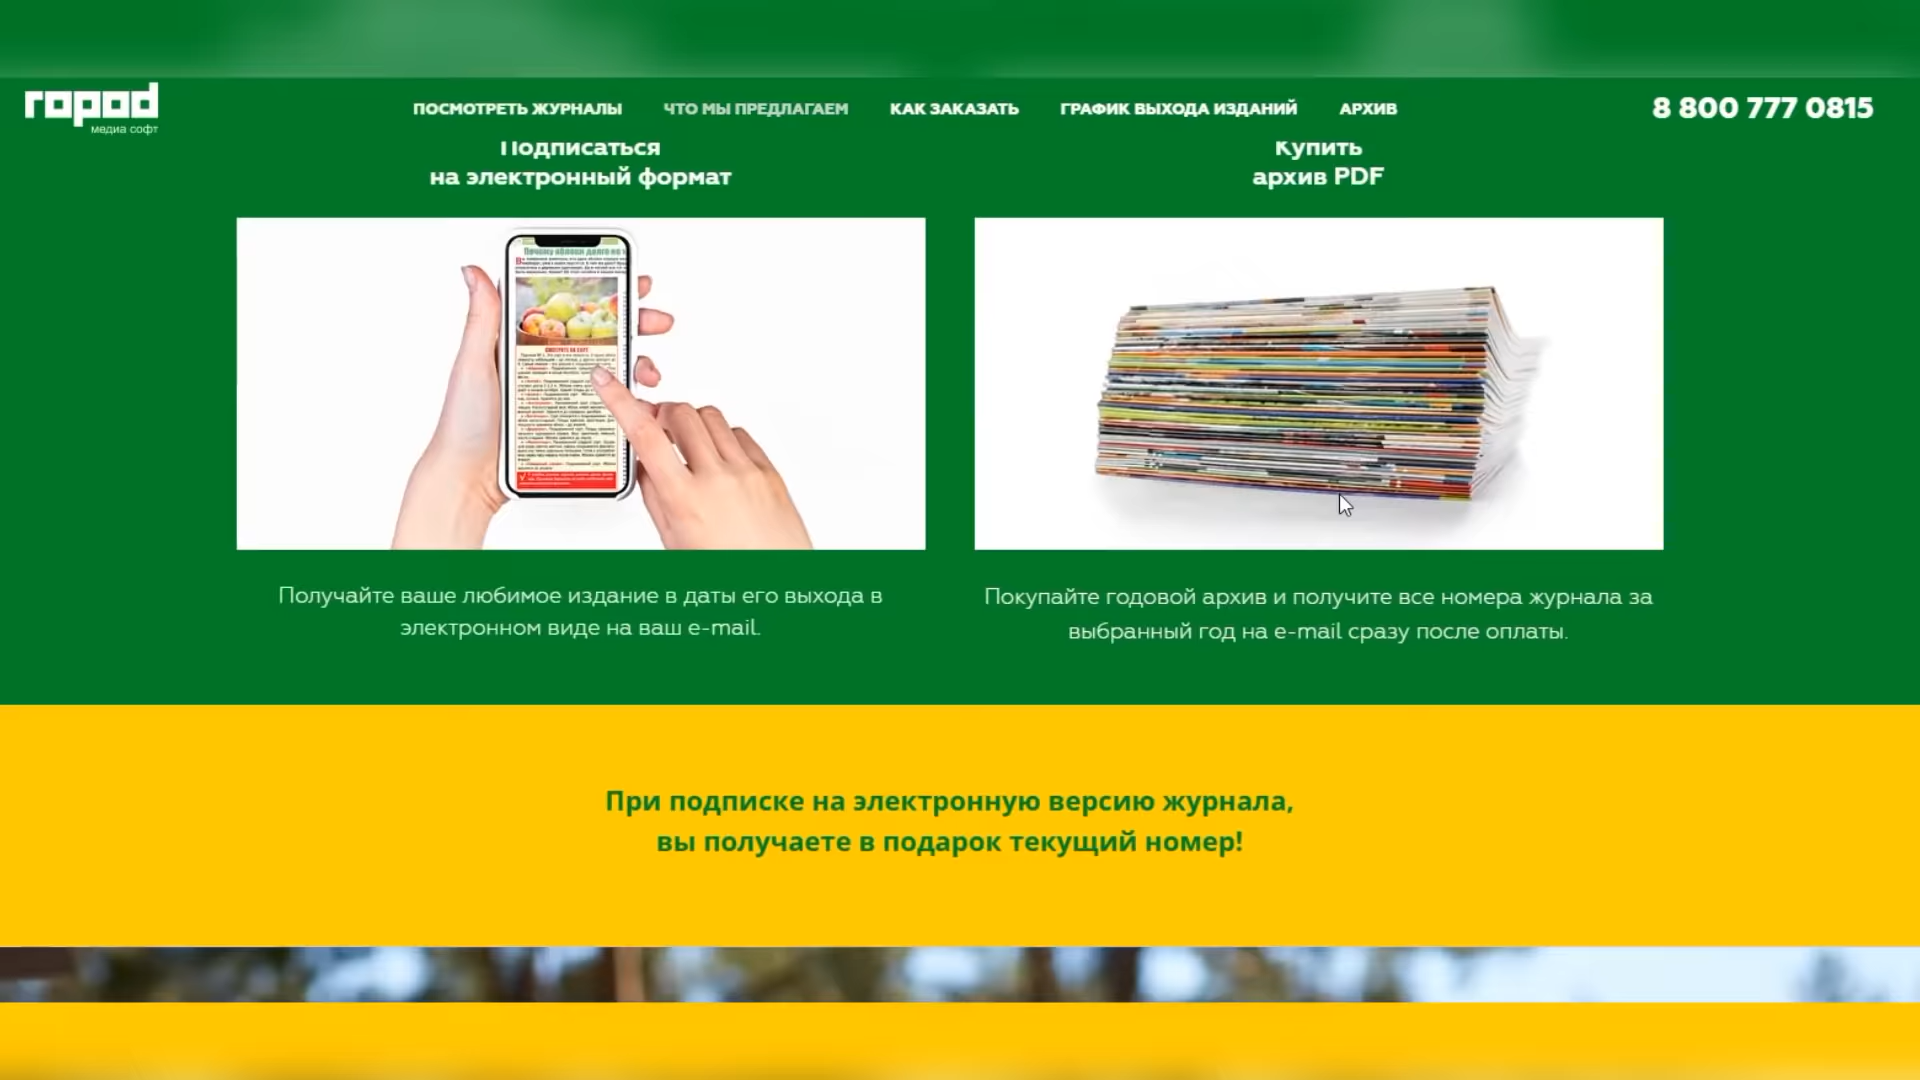 город
медиа софт
ПОСМОТРЕТЬ ЖУРНАЛЫ
ЧТО МЫ ПРЕДЛАГАЕМ
КАК ЗАКАЗАТЬ
ГРАФИК ВЫХОДА ИЗДАНИЙ
АРХИВ
8 800 777 0815
Подписаться
на электронный формат
Купить
архив PDF
Получайте ваше любимое издание в даты его выхода в
электронном виде на ваш e-mail.
Покупайте годовой архив и получите все номера журнала за
выбранный год на e-mail сразу после оплаты.
При подписке на электронную версию журнала,
вы получаете в подарок текущий номер!